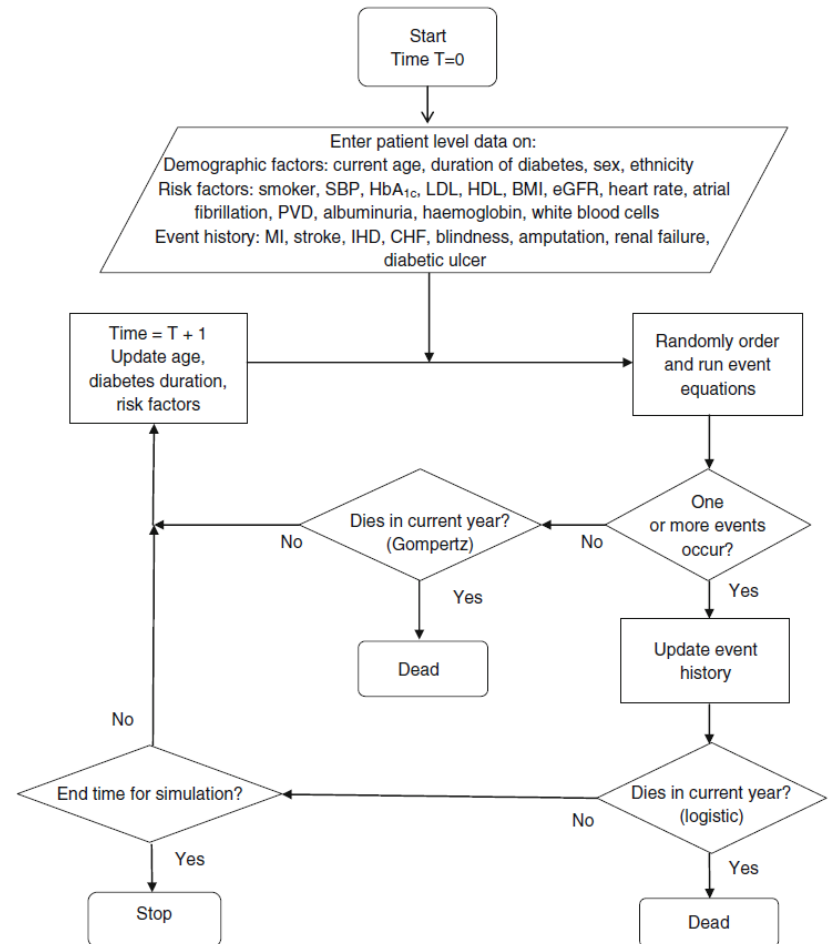 Start
Time T=0
Enter patient level data on:
Demographic factors: current age, duration of diabetes, sex, ethnicity
Risk factors: smoker, SBP, HbA1c, LDL, HDL, BMI, eGFR, heart rate, atrial
fibrillation, PVD, albuminuria, haemoglobin, white blood cells
Event history: MI, stroke, IHD, CHF, blindness, amputation, renal failure,
diabetic ulcer
Time = T + 1
Update age,
diabetes duration,
risk factors
Randomly order
and run event
equations
One
or more events
occur?
No
Yes
Dies in current year?
(Gompertz)
No
Yes
Dead
Update event
history
Dies in current year?
(logistic)
No
Yes
Dead
End time for simulation?
No
Yes
Stop